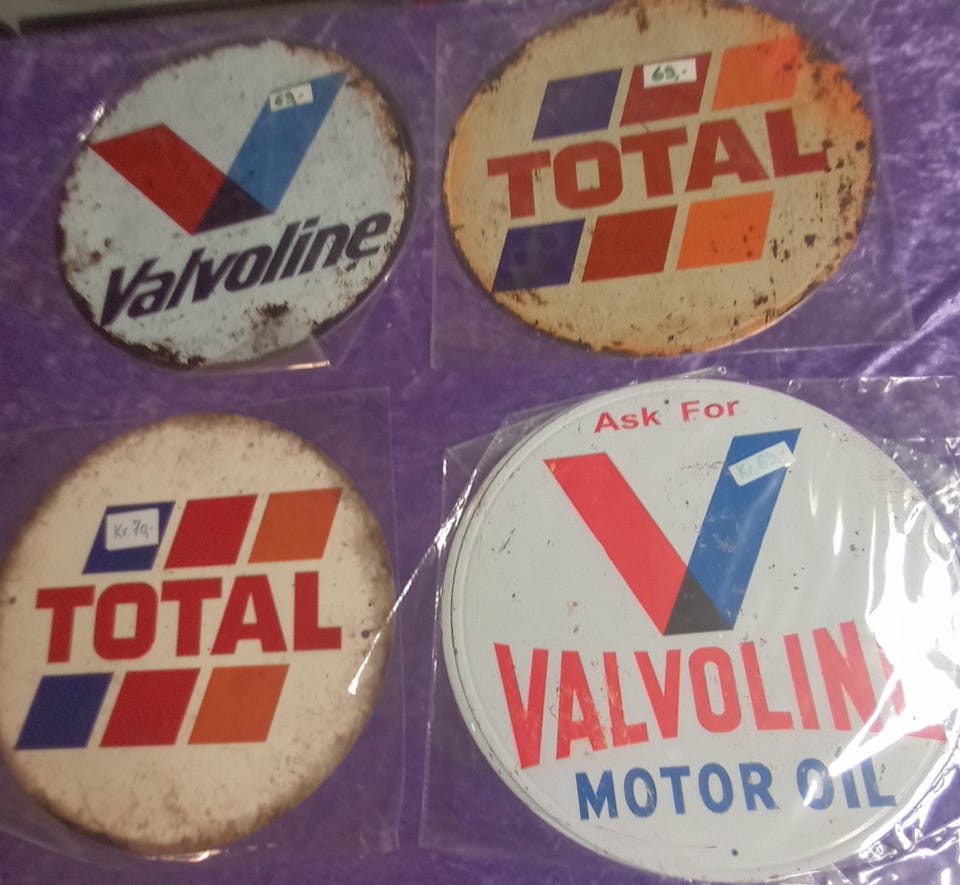 69.-
Valvoline
69,-
TOTAL
Kr. 70,-
TOTAL
Ask For
Kr. 69,-
VALVOLINE
MOTOR OIL